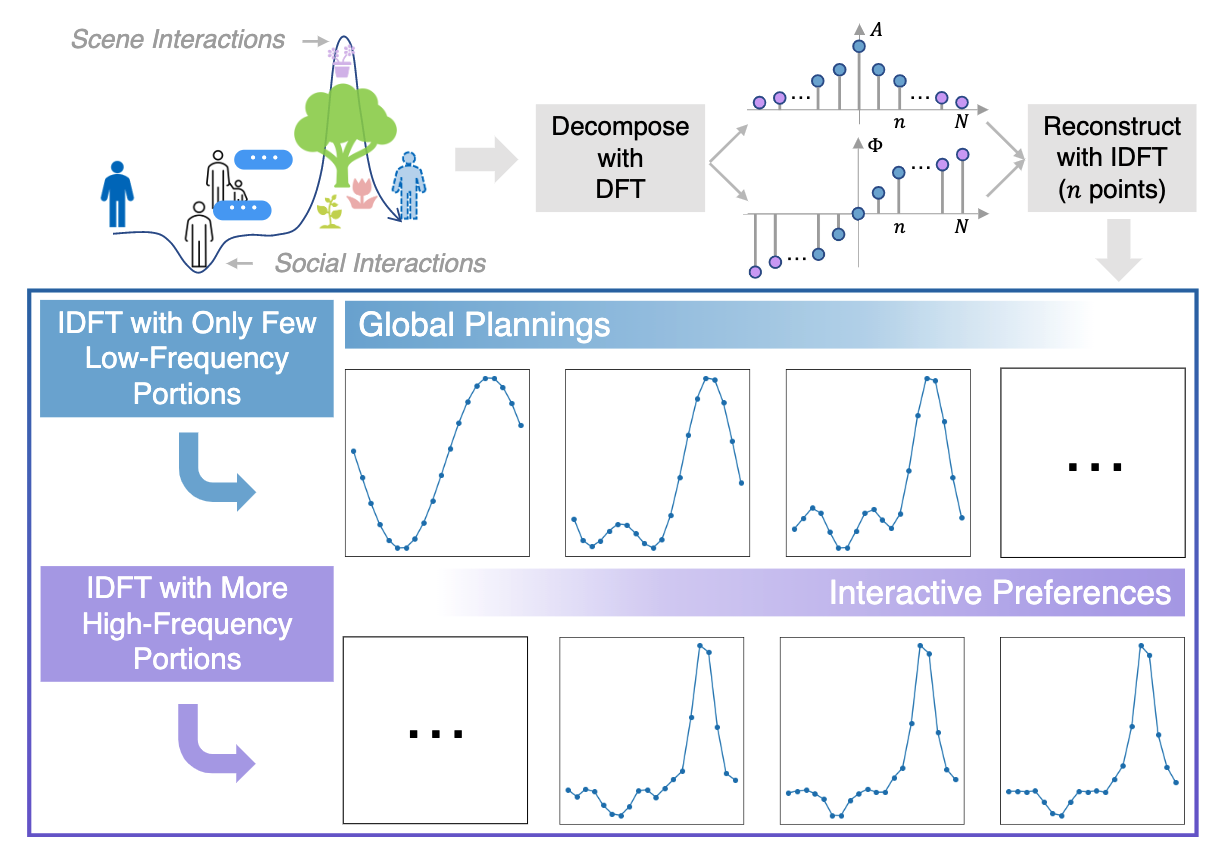 Scene Interactions
Social Interactions
Decompose
with
DFT
A
...
...
n
N
Φ
...
...
n
N
Reconstruct
with IDFT
(n points)
IDFT with Only Few
Low-Frequency
Portions
Global Plannings
...
IDFT with More
High-Frequency
Portions
Interactive Preferences
...